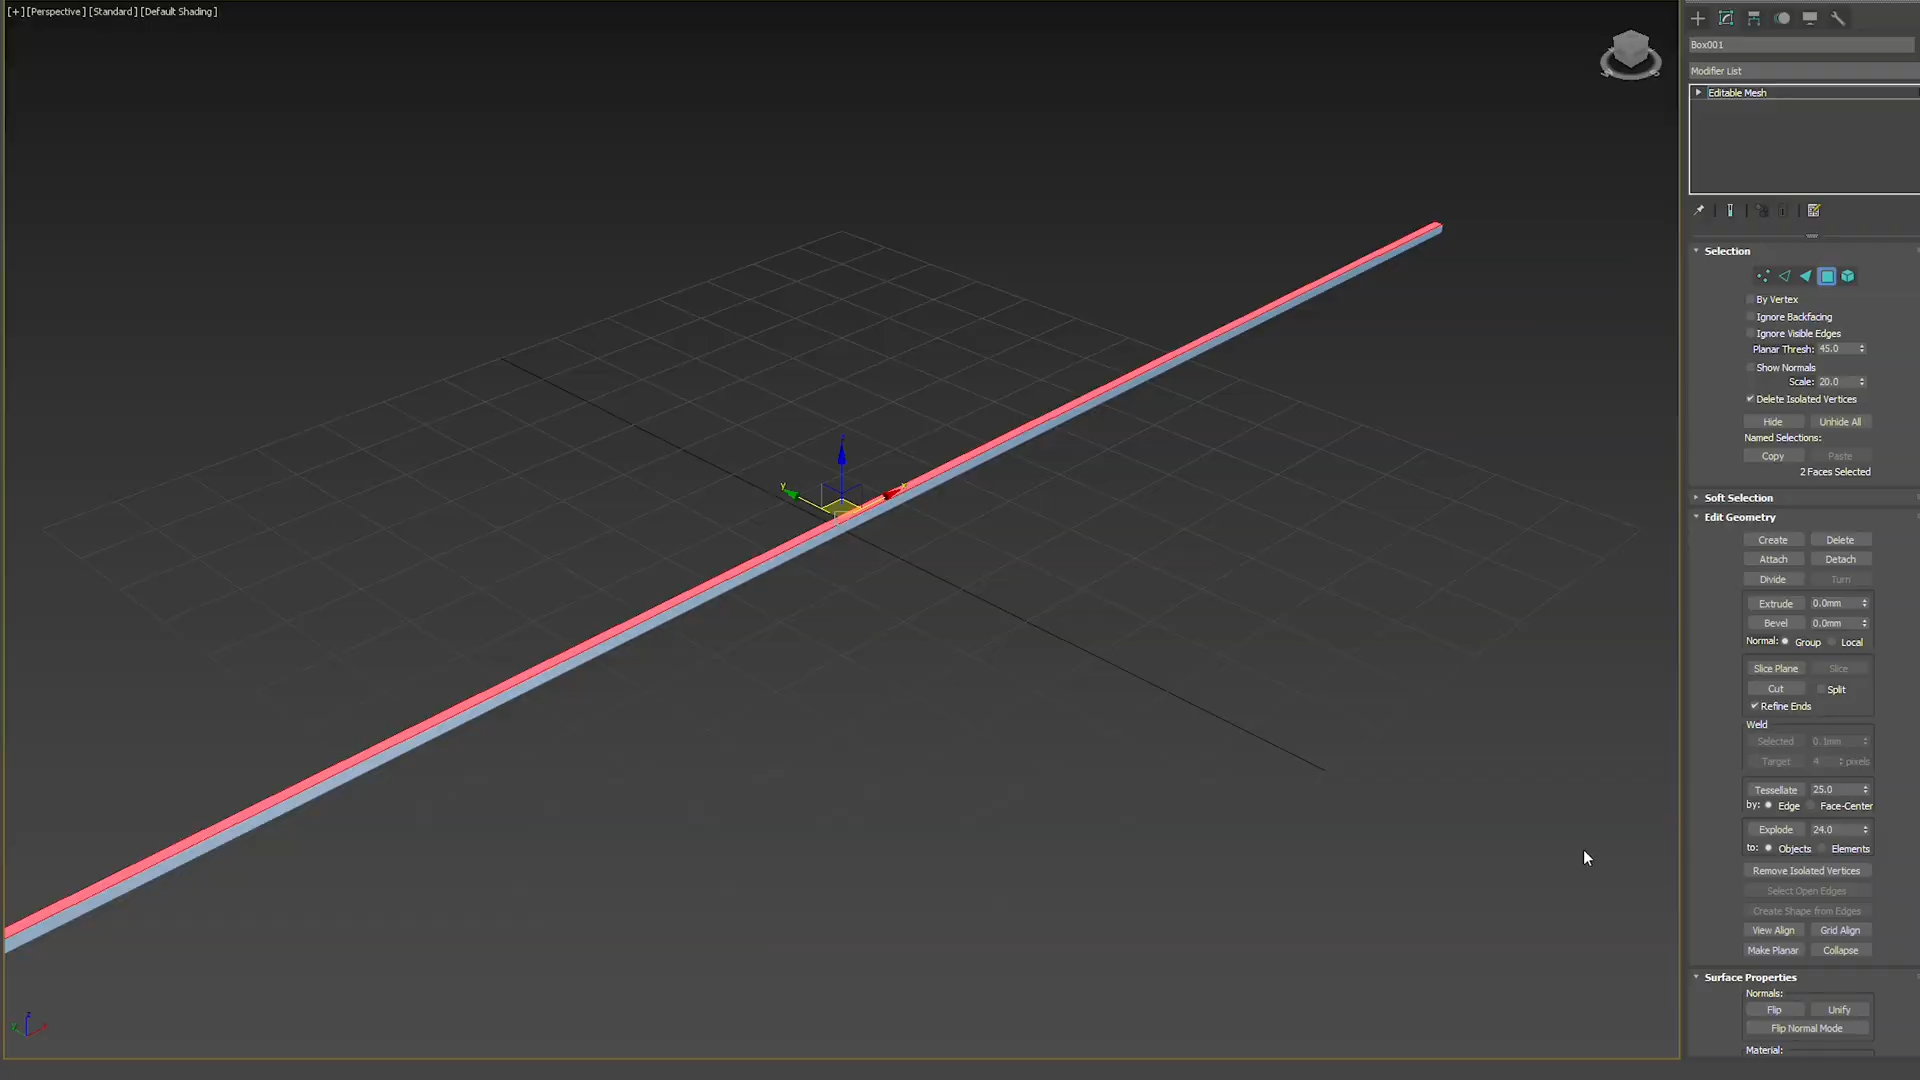 [+] [Perspective] [Standard] [Default Shading]
Box001
Modifier List
Editable Mesh
Selection
By Vertex
Ignore Backfacing
Ignore Visible Edges
Planar Thresh: 45.0
Show Normals
Scale: 20.0
Delete Isolated Vertices
Hide Unhide All
Named Selections:
Copy Paste
2 Faces Selected
Soft Selection
Edit Geometry
Create Delete
Attach Detach
Divide Turn
Extrude 0.0mm
Bevel 0.0mm
Normal: Group Local
Slice Plane Slice
Cut Split
Refine Ends
Weld
Selected 0.1mm
Target 4 pixels
Tessellate 25.0
by: Edge Face-Center
Explode 24.0
to: Objects Elements
Remove Isolated Vertices
Select Open Edges
Create Shape from Edges
View Align Grid Align
Make Planar Collapse
Surface Properties
Normals:
Flip Unify
Flip Normal Mode
Material:
z
y
x